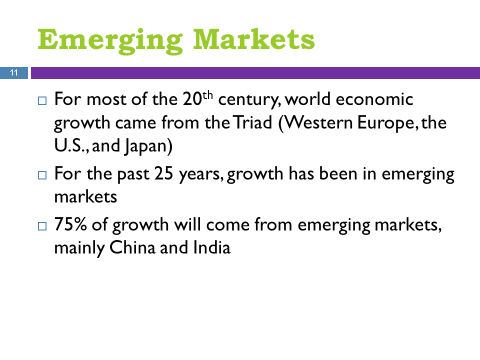 Emerging Markets
11
For most of the 20th century, world economic
growth came from the Triad (Western Europe, the
U.S., and Japan)
For the past 25 years, growth has been in emerging
markets
75% of growth will come from emerging markets,
mainly China and India